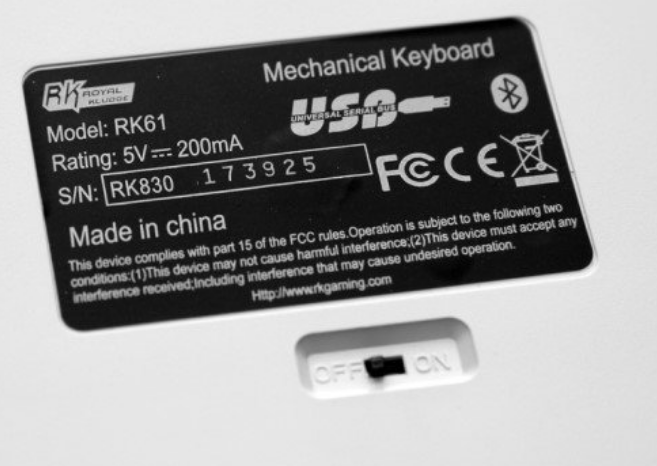 RK ROYAL KLUDGE
Mechanical Keyboard
Model: RK61
USB
UNIVERSAL SERIAL BUS
Rating: 5V⎓200mA
S/N: RK830 173925
FC CE
Made in china
This device complies with part 15 of the FCC rules.Operation is subject to the following two
conditions:(1)This device may not cause harmful interference;(2)This device must accept any
interference received;Including interference that may cause undesired operation.
Http://www.rkgaming.com
OFF ON